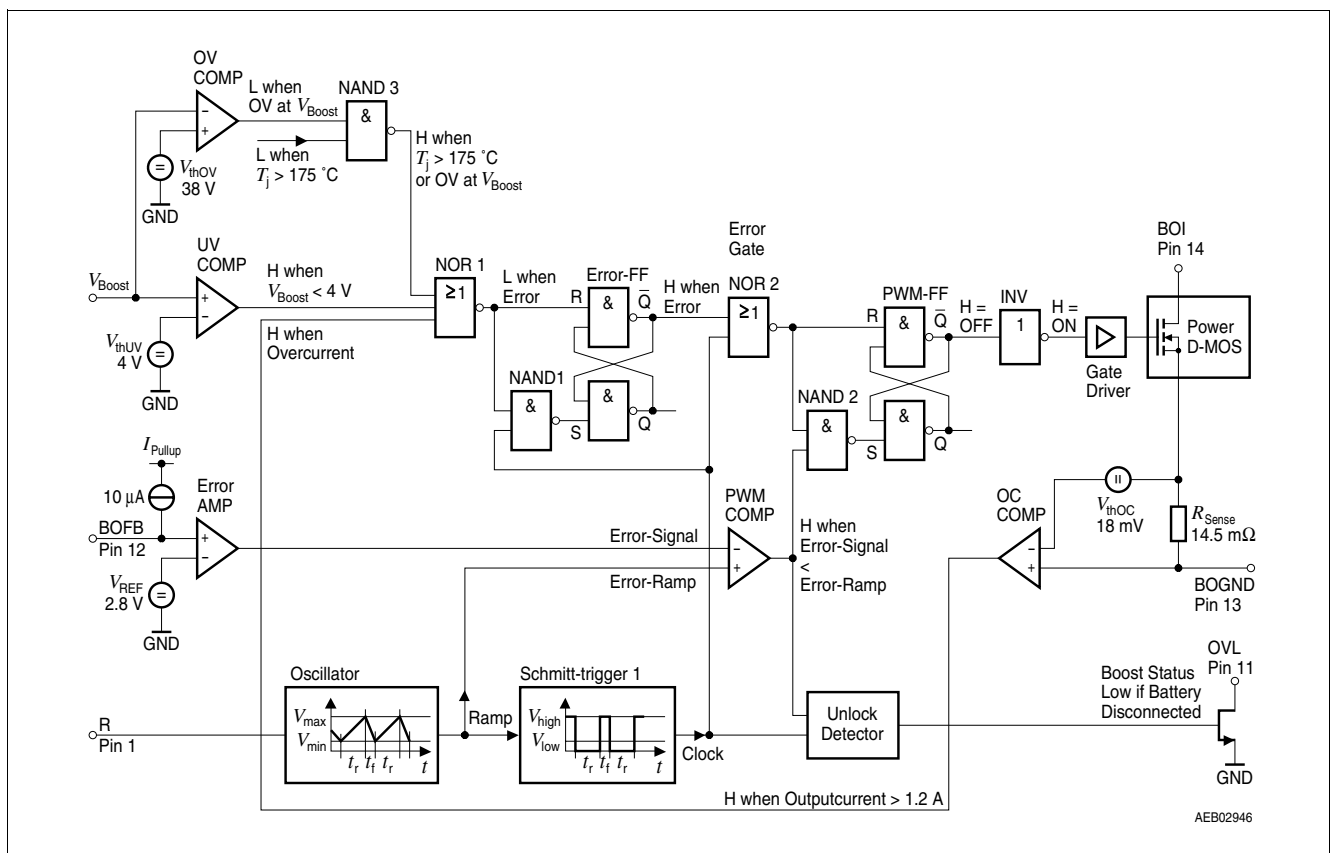 OV
COMP
L when
OV at VBoost
NAND 3
&
−
+
VthOV
38 V
=
GND
L when
Tj > 175 ˚C
H when
Tj > 175 ˚C
or OV at VBoost
UV
COMP
VBoost
+
−
H when
VBoost < 4 V
VthUV
4 V
=
GND
H when
Overcurrent
NOR 1
≥1
L when
Error
Error-FF
R
&
Q̅
H when
Error
NAND1
&
S
&
Q
Error
Gate
NOR 2
≥1
PWM-FF
R
&
Q̅
H =
OFF
INV
1
H =
ON
Gate
Driver
BOI
Pin 14
Power
D-MOS
NAND 2
&
S
&
Q
IPullup
10 µA
BOFB
Pin 12
Error
AMP
+
−
VREF
2.8 V
=
GND
Error-Signal
Error-Ramp
PWM
COMP
−
+
H when
Error-Signal
<
Error-Ramp
OC
COMP
−
+
VthOC
18 mV
=
RSense
14.5 mΩ
BOGND
Pin 13
R
Pin 1
Oscillator
Vmax
Vmin
tr tf tr t
Ramp
Schmitt-trigger 1
Vhigh
Vlow
tr tf tr t
Clock
Unlock
Detector
Boost Status
Low if Battery
Disconnected
OVL
Pin 11
GND
H when Outputcurrent > 1.2 A
AEB02946